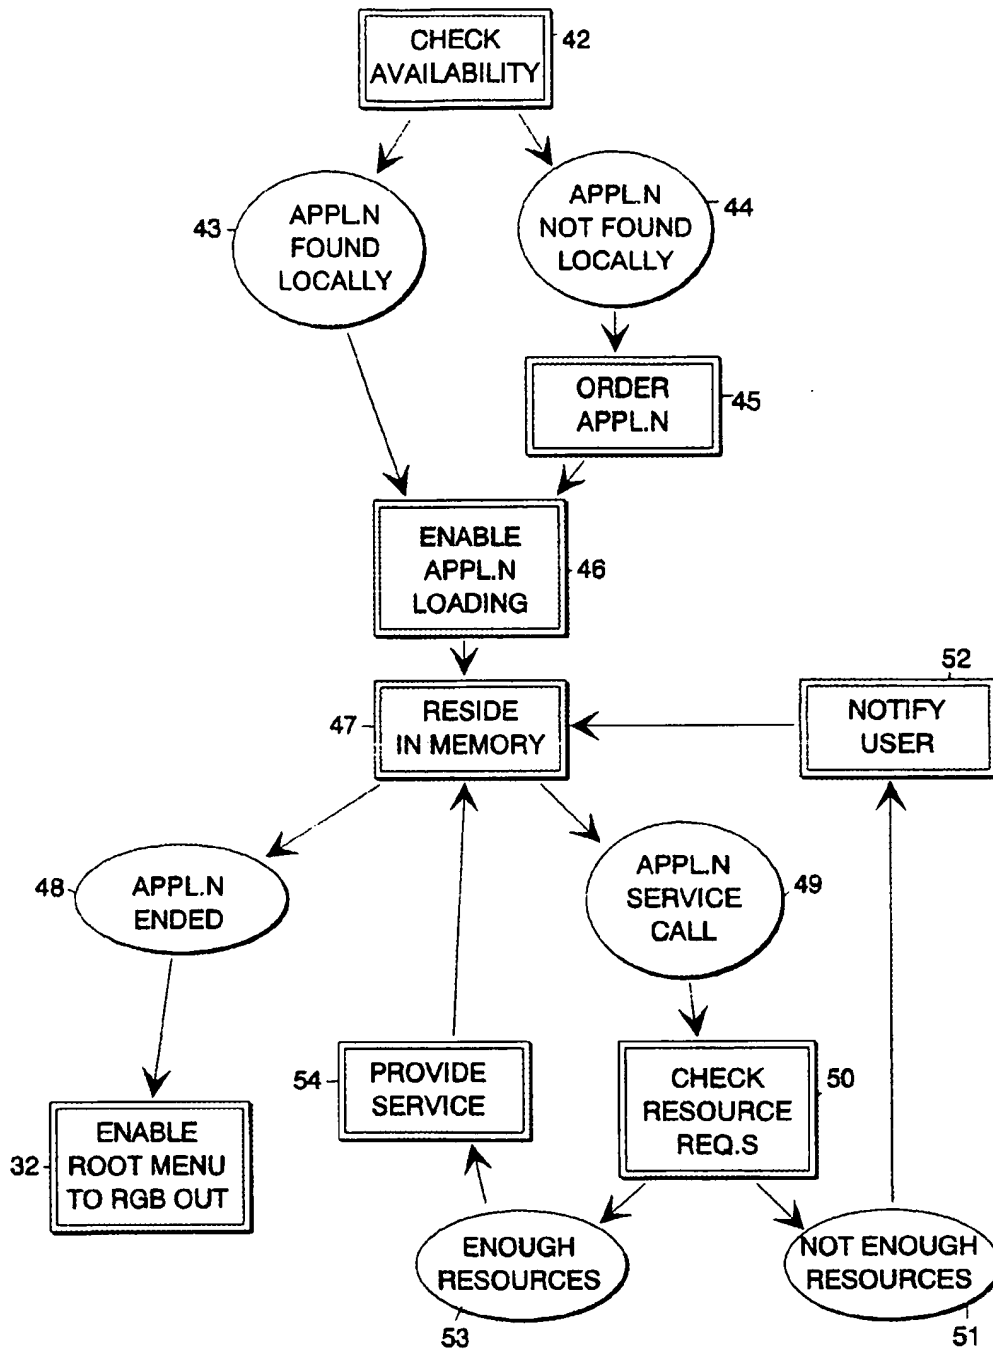 CHECK
AVAILABILITY
42
APPL.N
FOUND
LOCALLY
43
APPL.N
NOT FOUND
LOCALLY
44
ORDER
APPL.N
45
ENABLE
APPL.N
LOADING
46
RESIDE
IN MEMORY
47
NOTIFY
USER
52
APPL.N
ENDED
48
APPL.N
SERVICE
CALL
49
PROVIDE
SERVICE
54
CHECK
RESOURCE
REQ.S
50
ENABLE
ROOT MENU
TO RGB OUT
32
ENOUGH
RESOURCES
53
NOT ENOUGH
RESOURCES
51